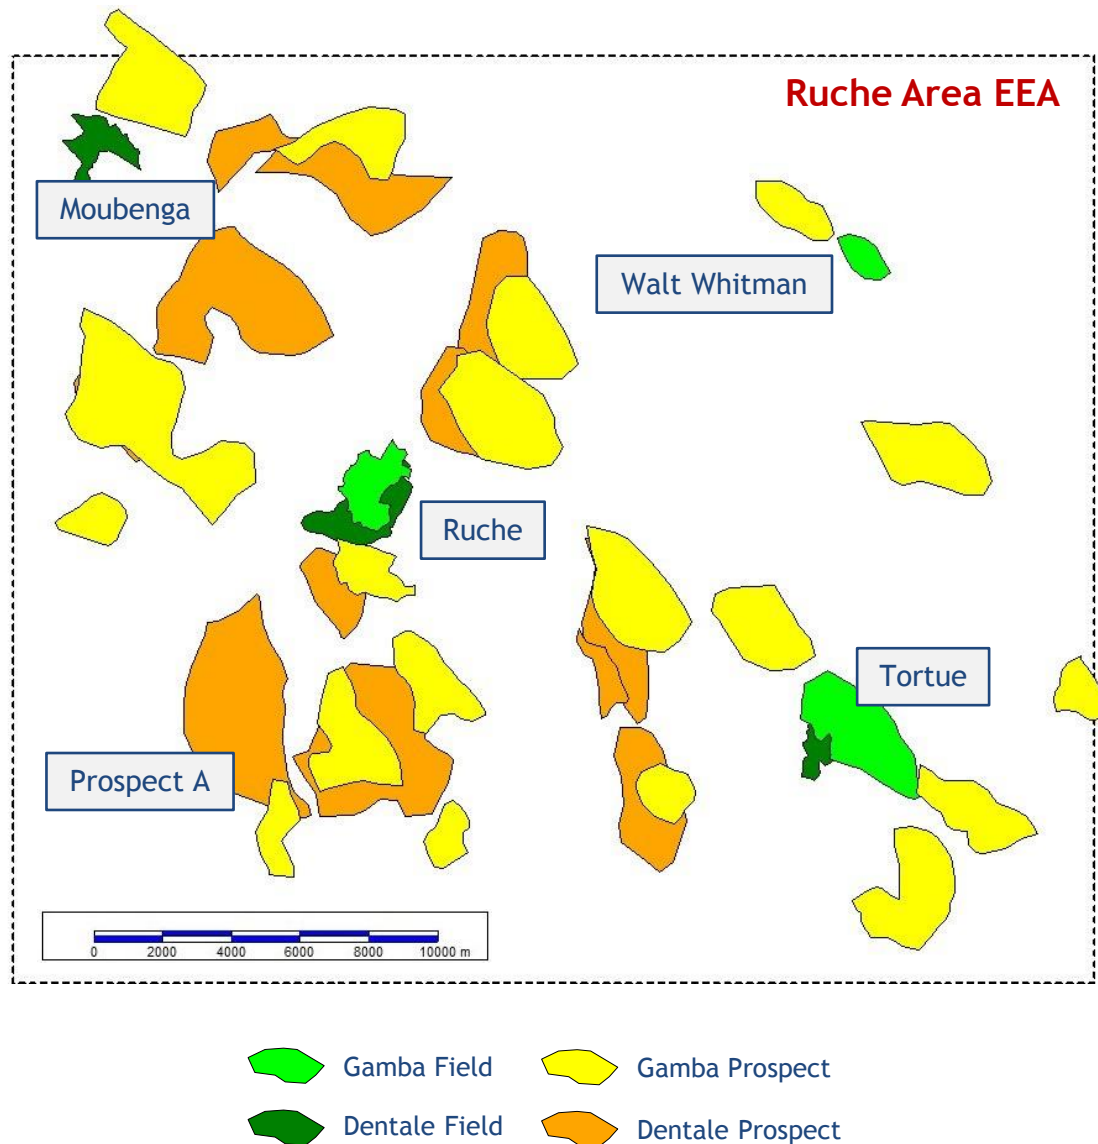 Ruche Area EEA
Moubenga
Walt Whitman
Ruche
Tortue
Prospect A
0 2000 4000 6000 8000 10000 m
Gamba Field Gamba Prospect
Dentale Field Dentale Prospect